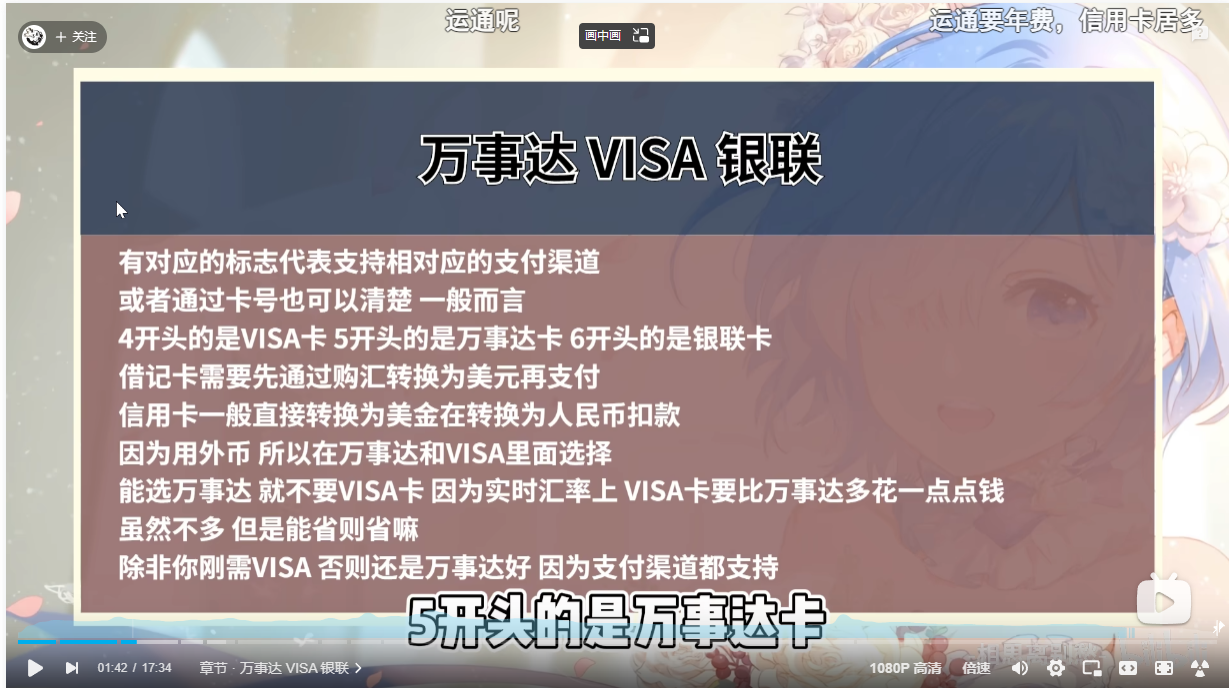 运通呢
运通要年费，信用卡居多
+ 关注
画中画
万事达 VISA 银联
有对应的标志代表支持相对应的支付渠道
或者通过卡号也可以清楚 一般而言
4开头的是VISA卡 5开头的是万事达卡 6开头的是银联卡
借记卡需要先通过购汇转换为美元再支付
信用卡一般直接转换为美金在转换为人民币扣款
因为用外币 所以在万事达和VISA里面选择
能选万事达 就不要VISA卡 因为实时汇率上 VISA卡要比万事达多花一点点钱
虽然不多 但是能省则省嘛
除非你刚需VISA 否则还是万事达好 因为支付渠道都支持
5开头的是万事达卡
01:42 / 17:34
章节 · 万事达 VISA 银联
1080P 高清
倍速